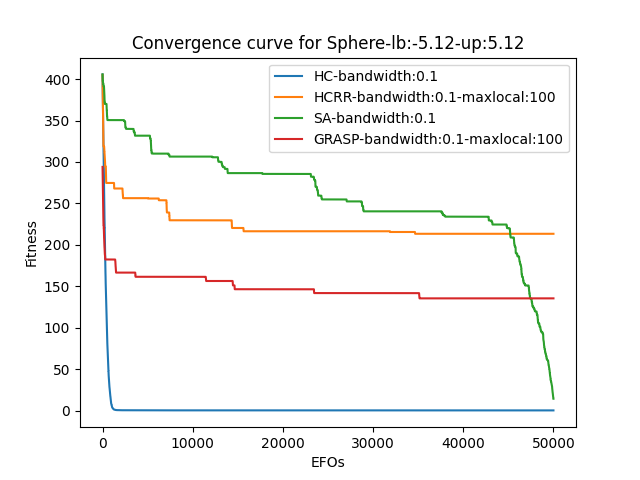 Convergence curve for Sphere-lb:-5.12-up:5.12
HC-bandwidth:0.1
HCRR-bandwidth:0.1-maxlocal:100
SA-bandwidth:0.1
GRASP-bandwidth:0.1-maxlocal:100
Fitness
400
350
300
250
200
150
100
50
0
0 10000 20000 30000 40000 50000
EFOs